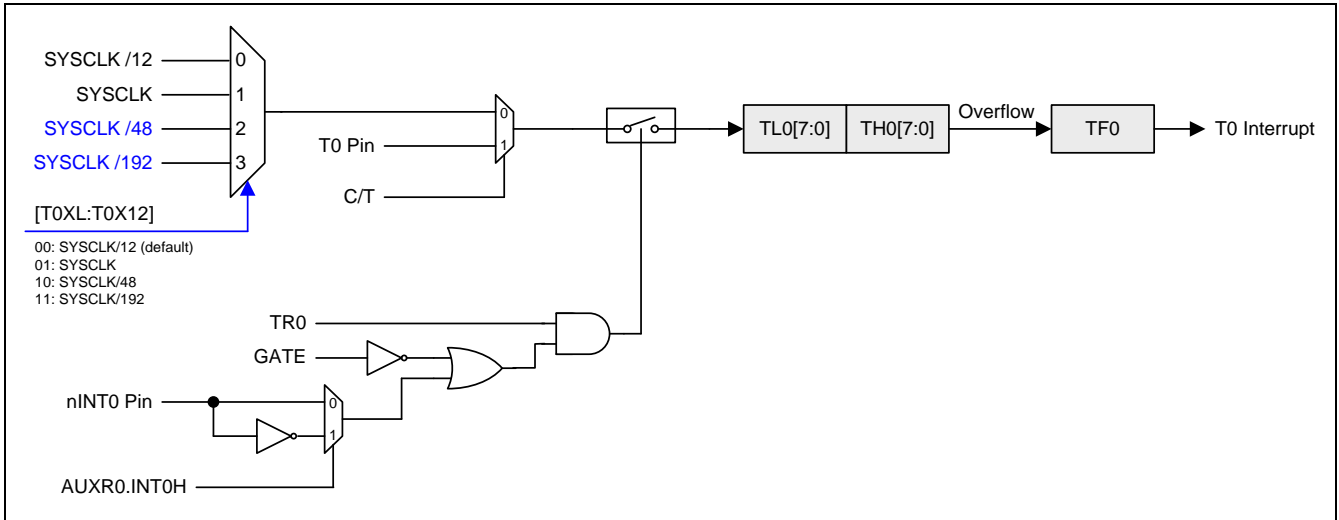 SYSCLK /12
0
SYSCLK
1
SYSCLK /48
2
SYSCLK /192
3
[T0XL:T0X12]
00: SYSCLK/12 (default)
01: SYSCLK
10: SYSCLK/48
11: SYSCLK/192
0
T0 Pin
1
C/T
TL0[7:0]
TH0[7:0]
Overflow
TF0
T0 Interrupt
TR0
GATE
nINT0 Pin
0
1
AUXR0.INT0H